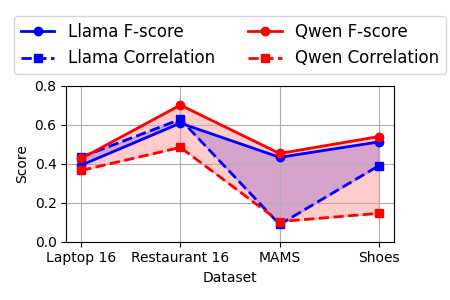 Llama F-score
Llama Correlation
Qwen F-score
Qwen Correlation
0.8
0.6
0.4
0.2
0.0
Score
Laptop 16 Restaurant 16 MAMS Shoes
Dataset